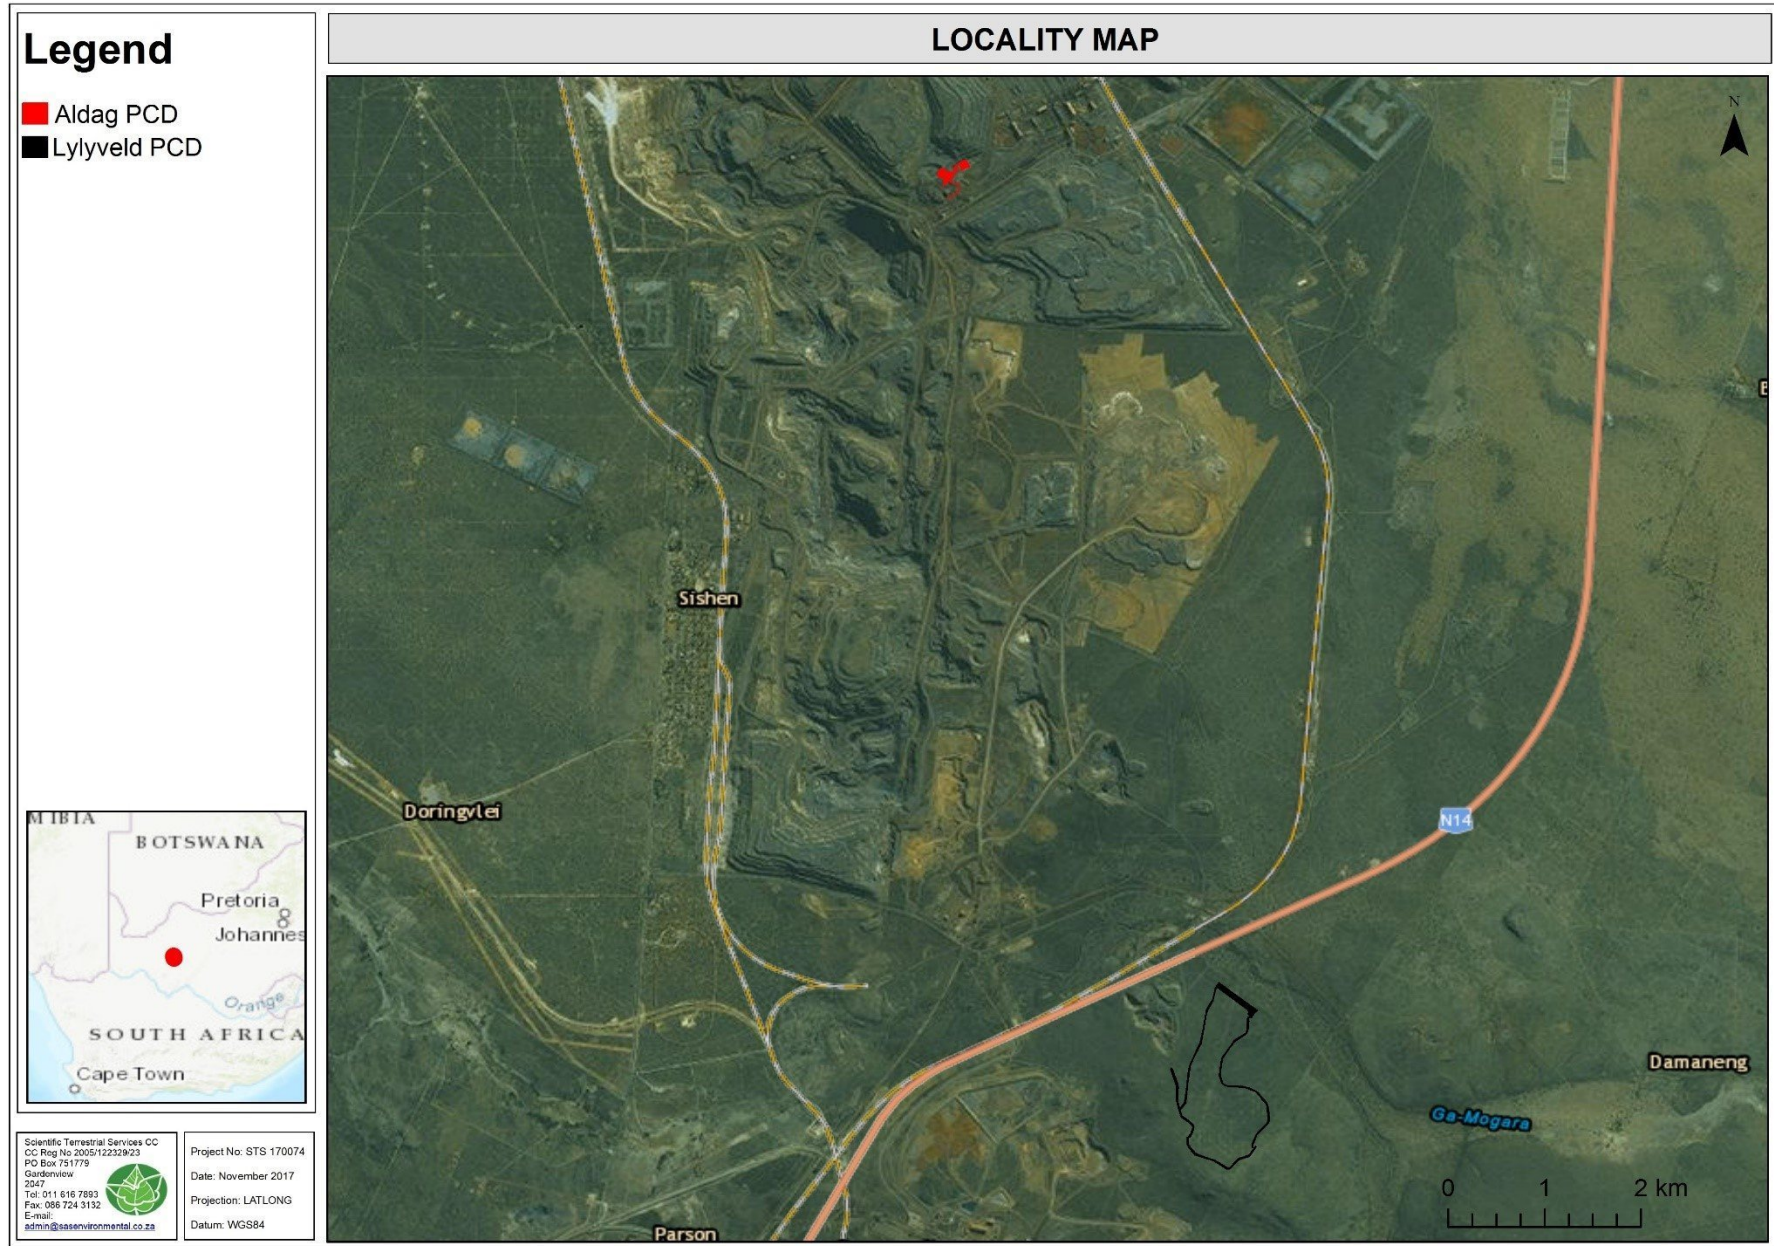 Legend
Aldag PCD
Lylyveld PCD
LOCALITY MAP
N
Sishen
Doringvlei
N14
Damaneng
Ga-Mogara
Parson
0 1 2 km
MIBIA
BOTSWANA
Pretoria
Johannes
Orange
SOUTH AFRICA
Cape Town
Scientific Terrestrial Services CC
CC Reg No 2005/122329/23
PO Box 751779
Gardenview
2047
Tel: 011 616 7893
Fax: 086 724 3132
E-mail:
admin@sasenvironmental.co.za
Project No: STS 170074
Date: November 2017
Projection: LATLONG
Datum: WGS84